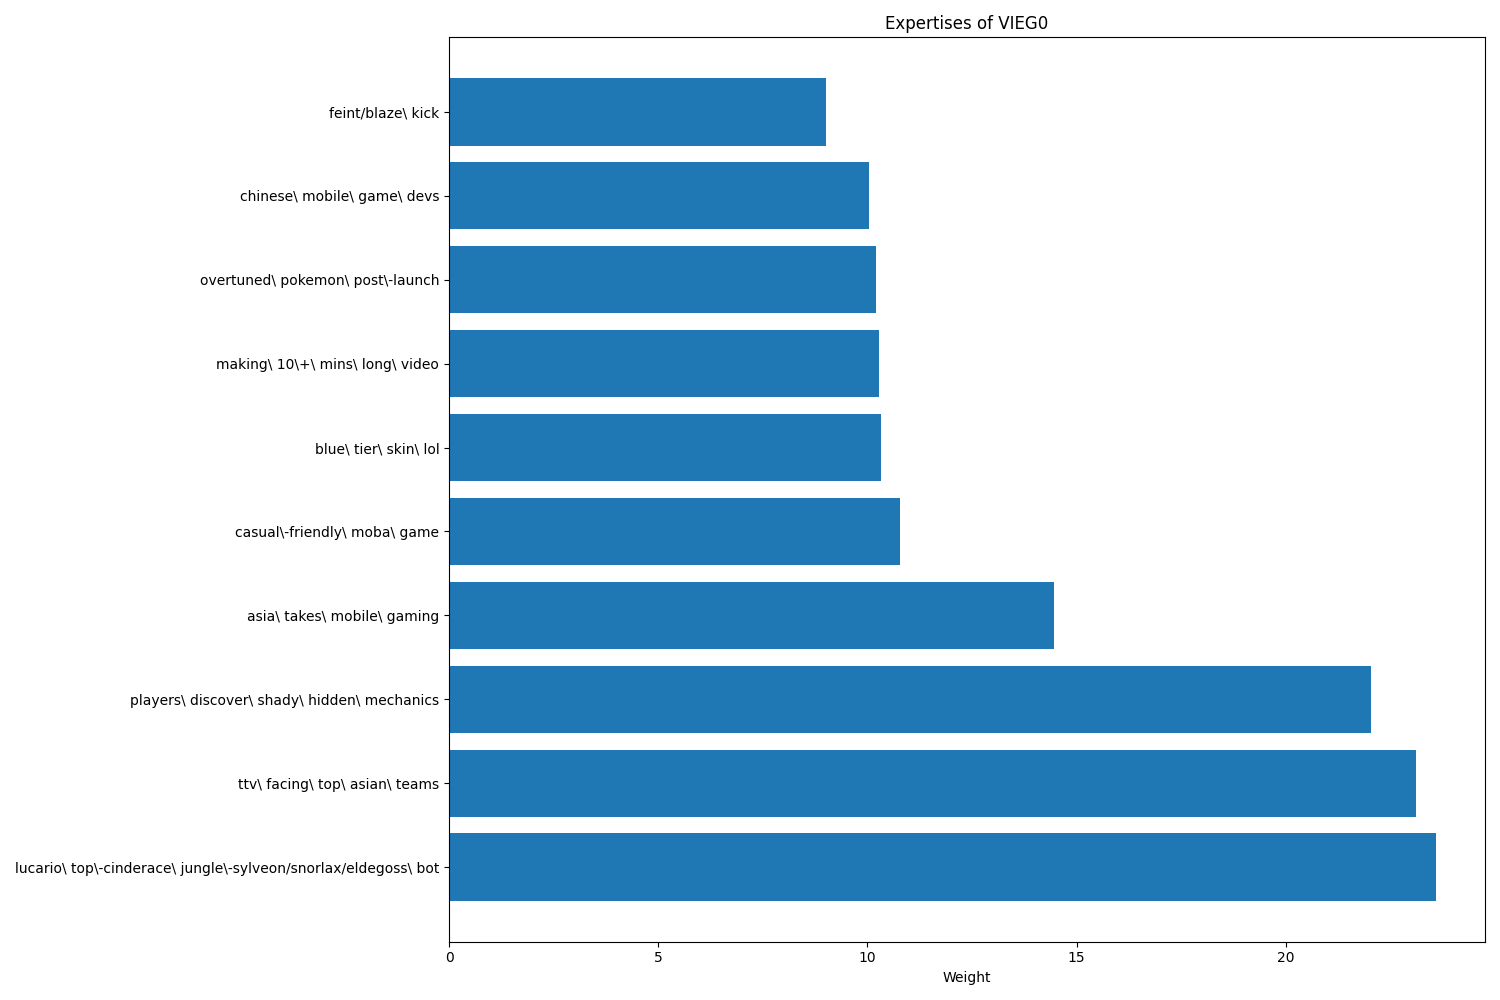 Expertises of VIEG0
feint/blaze\ kick
chinese\ mobile\ game\ devs
overtuned\ pokemon\ post\-launch
making\ 10\+\ mins\ long\ video
blue\ tier\ skin\ lol
casual\-friendly\ moba\ game
asia\ takes\ mobile\ gaming
players\ discover\ shady\ hidden\ mechanics
ttv\ facing\ top\ asian\ teams
lucario\ top\-cinderace\ jungle\-sylveon/snorlax/eldegoss\ bot
0 5 10 15 20
Weight